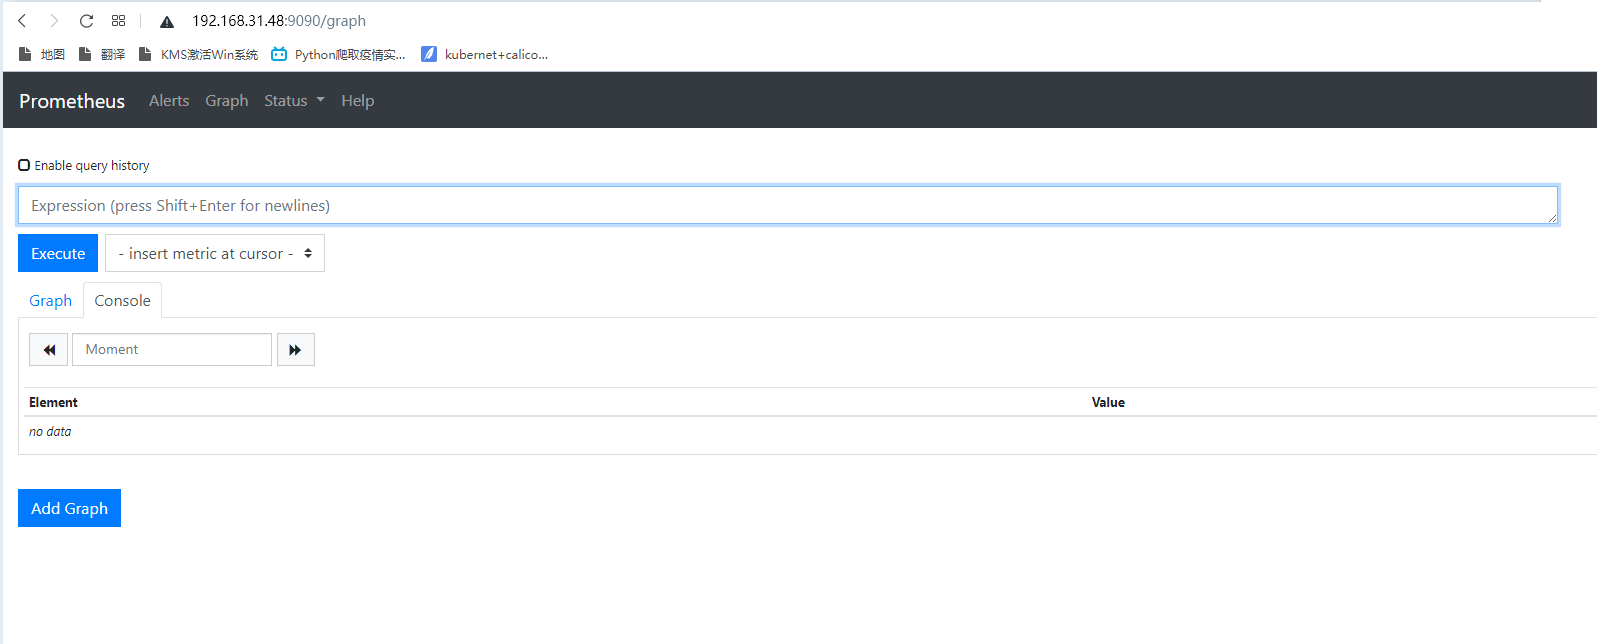 192.168.31.48:9090/graph
地图 翻译 KMS激活Win系统 Python爬取疫情实... kubernet+calico...
Prometheus Alerts Graph Status Help
Enable query history
Expression (press Shift+Enter for newlines)
Execute - insert metric at cursor -
Graph Console
Moment
Element Value
no data
Add Graph